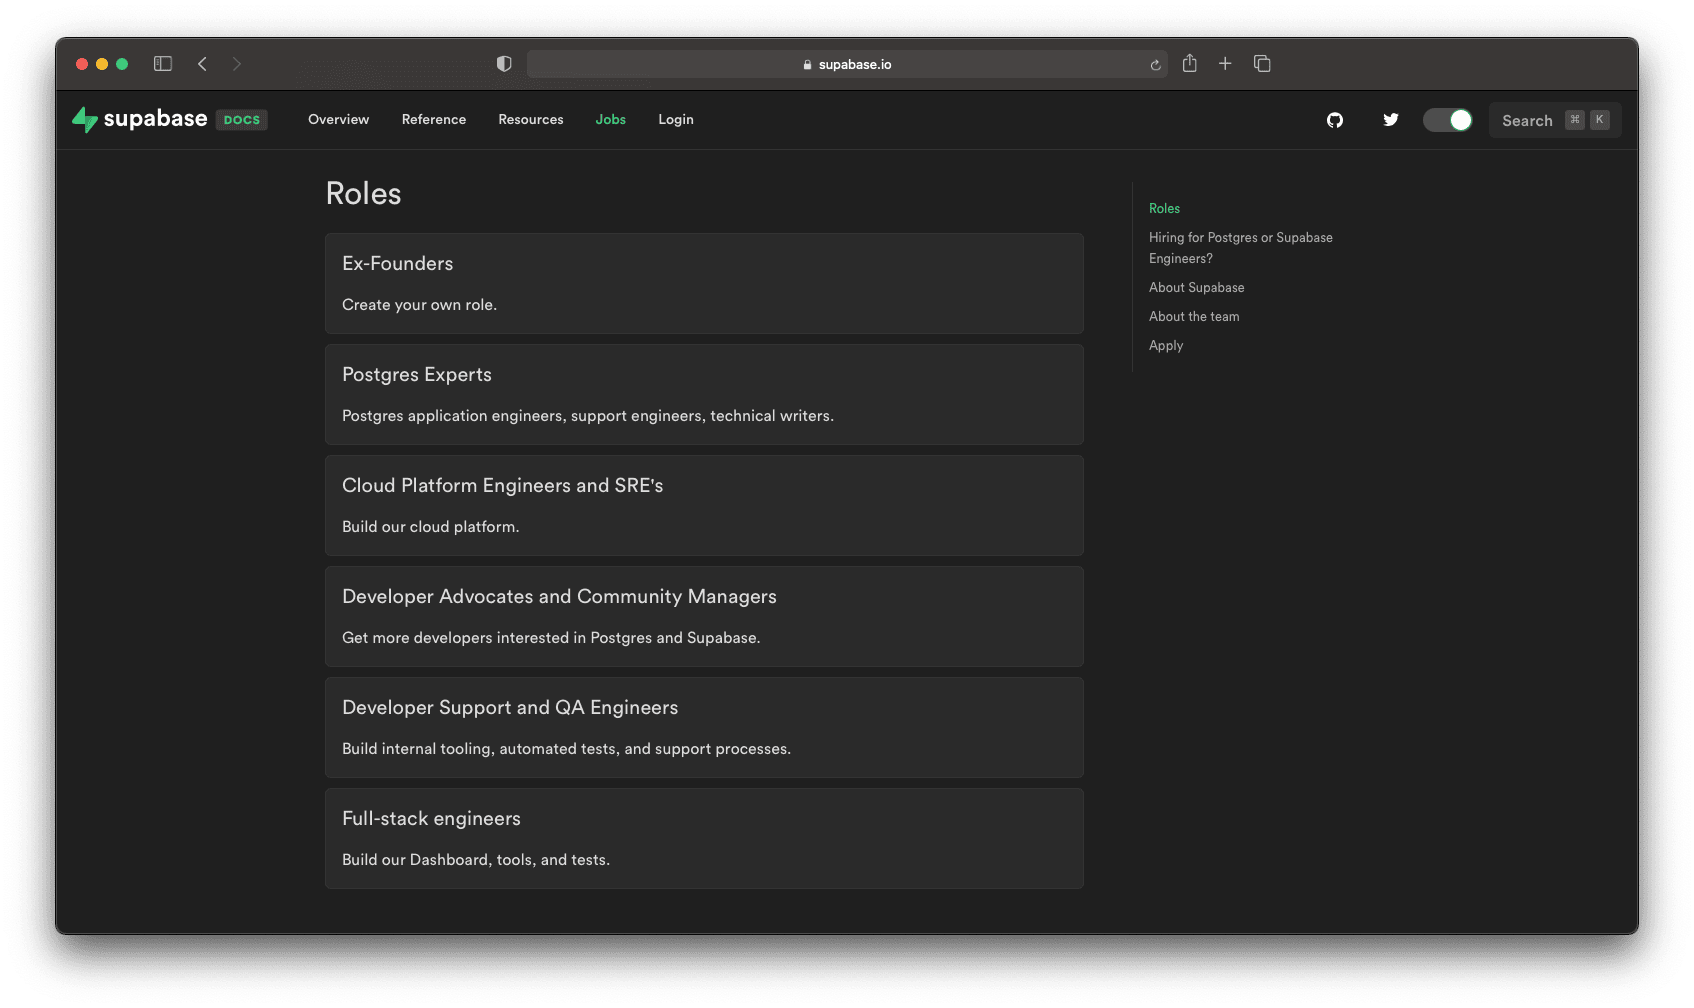 supabase.io
supabase DOCS Overview Reference Resources Jobs Login Search ⌘ K
Roles
Ex-Founders
Create your own role.
Postgres Experts
Postgres application engineers, support engineers, technical writers.
Cloud Platform Engineers and SRE's
Build our cloud platform.
Developer Advocates and Community Managers
Get more developers interested in Postgres and Supabase.
Developer Support and QA Engineers
Build internal tooling, automated tests, and support processes.
Full-stack engineers
Build our Dashboard, tools, and tests.
Roles
Hiring for Postgres or Supabase
Engineers?
About Supabase
About the team
Apply